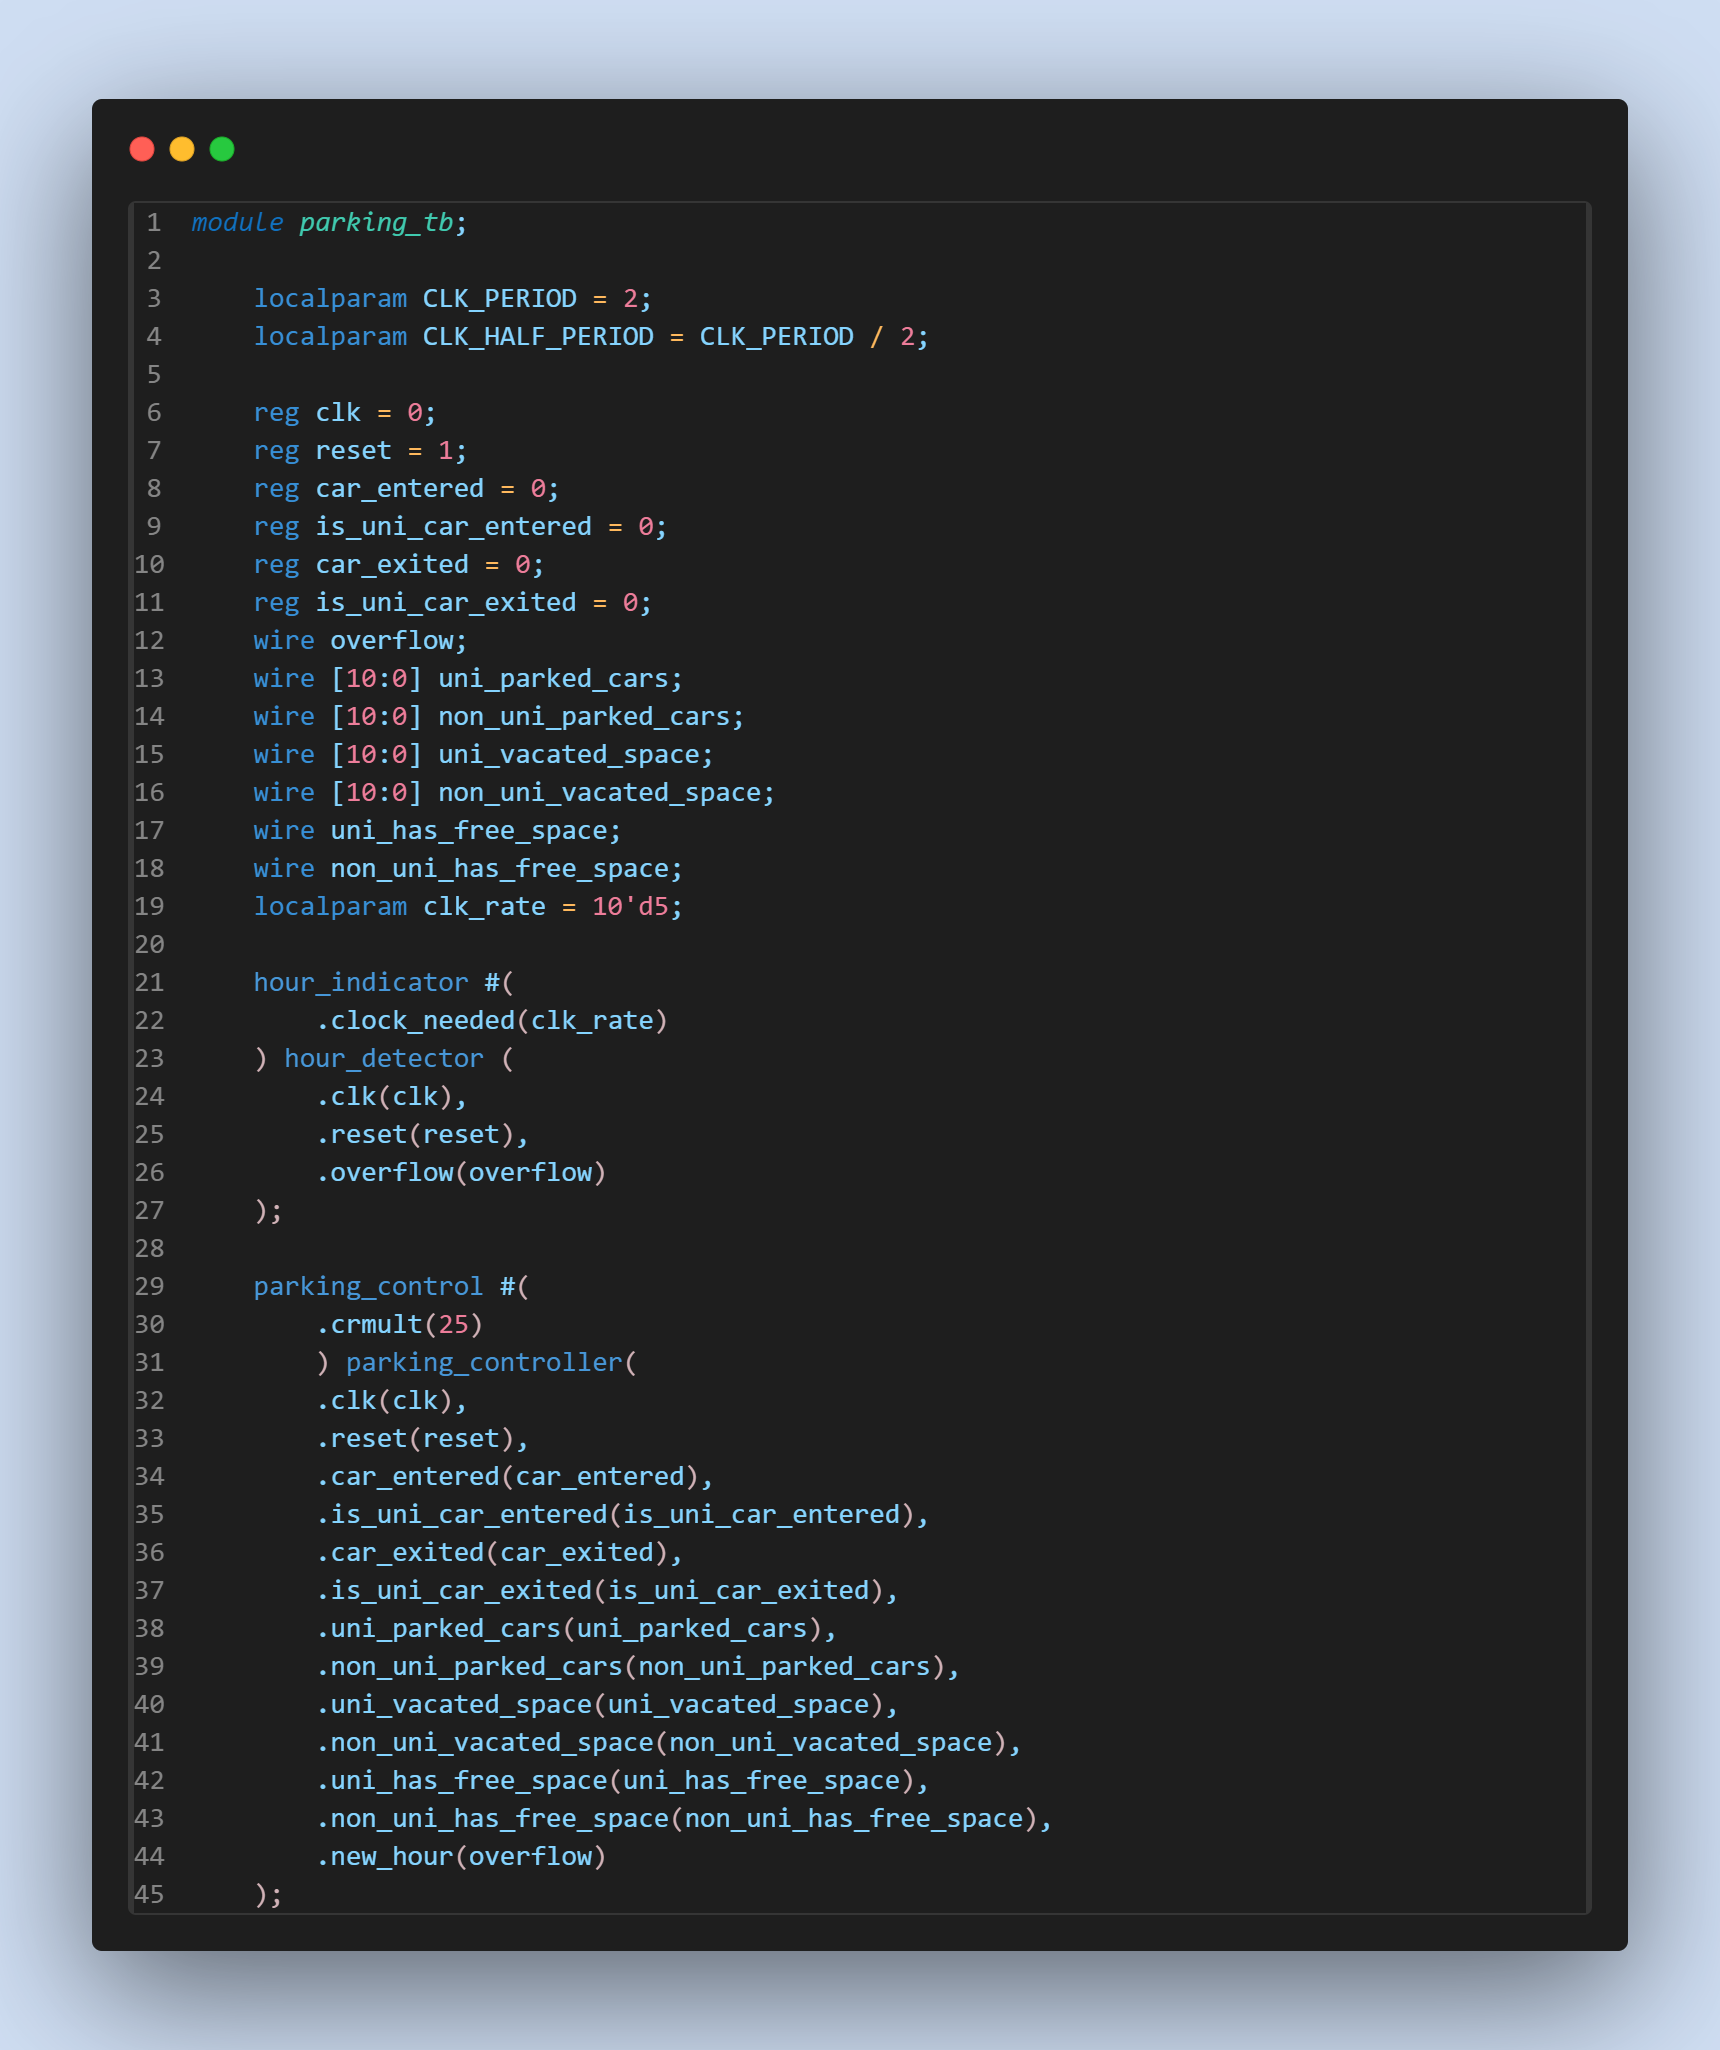 1 module parking_tb;
2
3     localparam CLK_PERIOD = 2;
4     localparam CLK_HALF_PERIOD = CLK_PERIOD / 2;
5
6     reg clk = 0;
7     reg reset = 1;
8     reg car_entered = 0;
9     reg is_uni_car_entered = 0;
10     reg car_exited = 0;
11     reg is_uni_car_exited = 0;
12     wire overflow;
13     wire [10:0] uni_parked_cars;
14     wire [10:0] non_uni_parked_cars;
15     wire [10:0] uni_vacated_space;
16     wire [10:0] non_uni_vacated_space;
17     wire uni_has_free_space;
18     wire non_uni_has_free_space;
19     localparam clk_rate = 10'd5;
20
21     hour_indicator #(
22         .clock_needed(clk_rate)
23     ) hour_detector (
24         .clk(clk),
25         .reset(reset),
26         .overflow(overflow)
27     );
28
29     parking_control #(
30         .crmult(25)
31         ) parking_controller(
32         .clk(clk),
33         .reset(reset),
34         .car_entered(car_entered),
35         .is_uni_car_entered(is_uni_car_entered),
36         .car_exited(car_exited),
37         .is_uni_car_exited(is_uni_car_exited),
38         .uni_parked_cars(uni_parked_cars),
39         .non_uni_parked_cars(non_uni_parked_cars),
40         .uni_vacated_space(uni_vacated_space),
41         .non_uni_vacated_space(non_uni_vacated_space),
42         .uni_has_free_space(uni_has_free_space),
43         .non_uni_has_free_space(non_uni_has_free_space),
44         .new_hour(overflow)
45     );